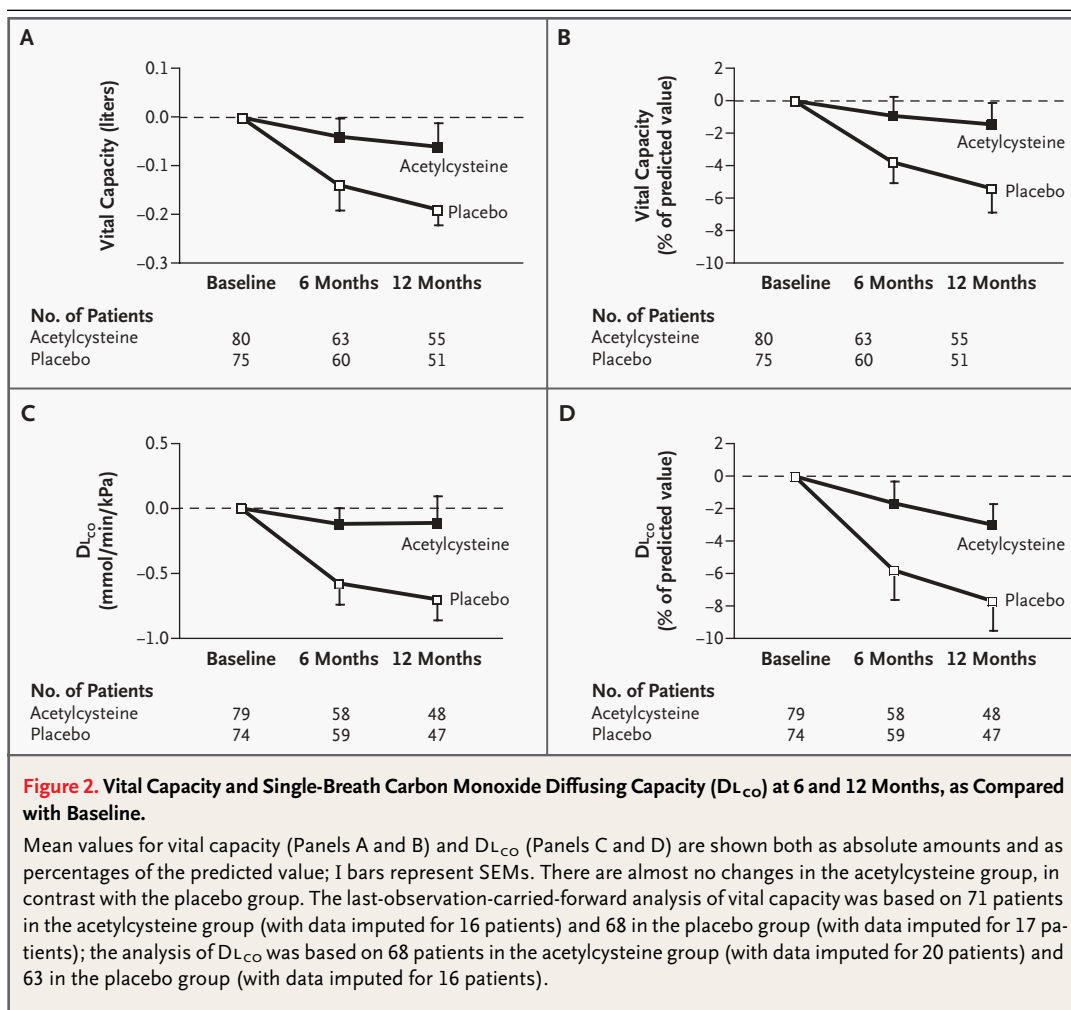 A
Vital Capacity (liters)
0.1
0.0
–0.1
–0.2
–0.3
Acetylcysteine
Placebo
Baseline 6 Months 12 Months
No. of Patients
Acetylcysteine 80 63 55
Placebo 75 60 51
B
Vital Capacity
(% of predicted value)
2
0
–2
–4
–6
–8
–10
Acetylcysteine
Placebo
Baseline 6 Months 12 Months
No. of Patients
Acetylcysteine 80 63 55
Placebo 75 60 51
C
DLCO
(mmol/min/kPa)
0.5
0.0
–0.5
–1.0
Acetylcysteine
Placebo
Baseline 6 Months 12 Months
No. of Patients
Acetylcysteine 79 58 48
Placebo 74 59 47
D
DLCO
(% of predicted value)
2
0
–2
–4
–6
–8
–10
Acetylcysteine
Placebo
Baseline 6 Months 12 Months
No. of Patients
Acetylcysteine 79 58 48
Placebo 74 59 47
Figure 2. Vital Capacity and Single-Breath Carbon Monoxide Diffusing Capacity (DLCO) at 6 and 12 Months, as Compared
with Baseline.
Mean values for vital capacity (Panels A and B) and DLCO (Panels C and D) are shown both as absolute amounts and as
percentages of the predicted value; I bars represent SEMs. There are almost no changes in the acetylcysteine group, in
contrast with the placebo group. The last-observation-carried-forward analysis of vital capacity was based on 71 patients
in the acetylcysteine group (with data imputed for 16 patients) and 68 in the placebo group (with data imputed for 17 pa-
tients); the analysis of DLCO was based on 68 patients in the acetylcysteine group (with data imputed for 20 patients) and
63 in the placebo group (with data imputed for 16 patients).